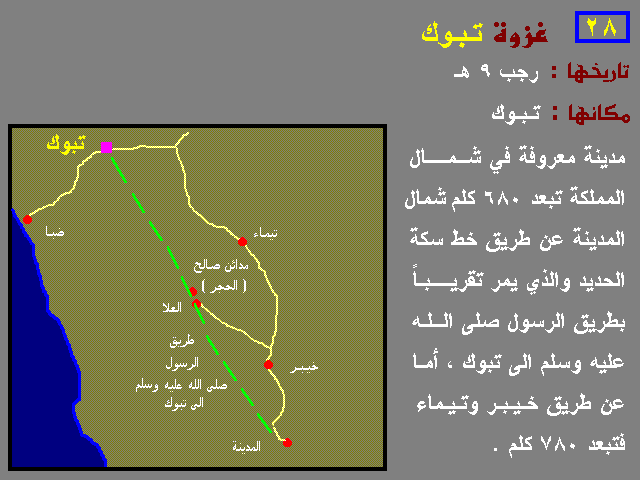 ٢٨
غزوة تبوك
تاريخها : رجب ٩ هـ
مكانها : تبوك
مدينة معروفة في شمال
المملكة تبعد ٦٨٠ كلم شمال
المدينة عن طريق خط سكة
الحديد والذي يمر تقريباً
بطريق الرسول صلى الله
عليه وسلم الى تبوك ، أما
عن طريق خيبر وتيماء
فتبعد ٧٨٠ كلم .
تبوك
ضبا
تيماء
مدائن صالح
( الحجر )
العلا
طريق
الرسول
صلى الله عليه وسلم
الى تبوك
خيبر
المدينة